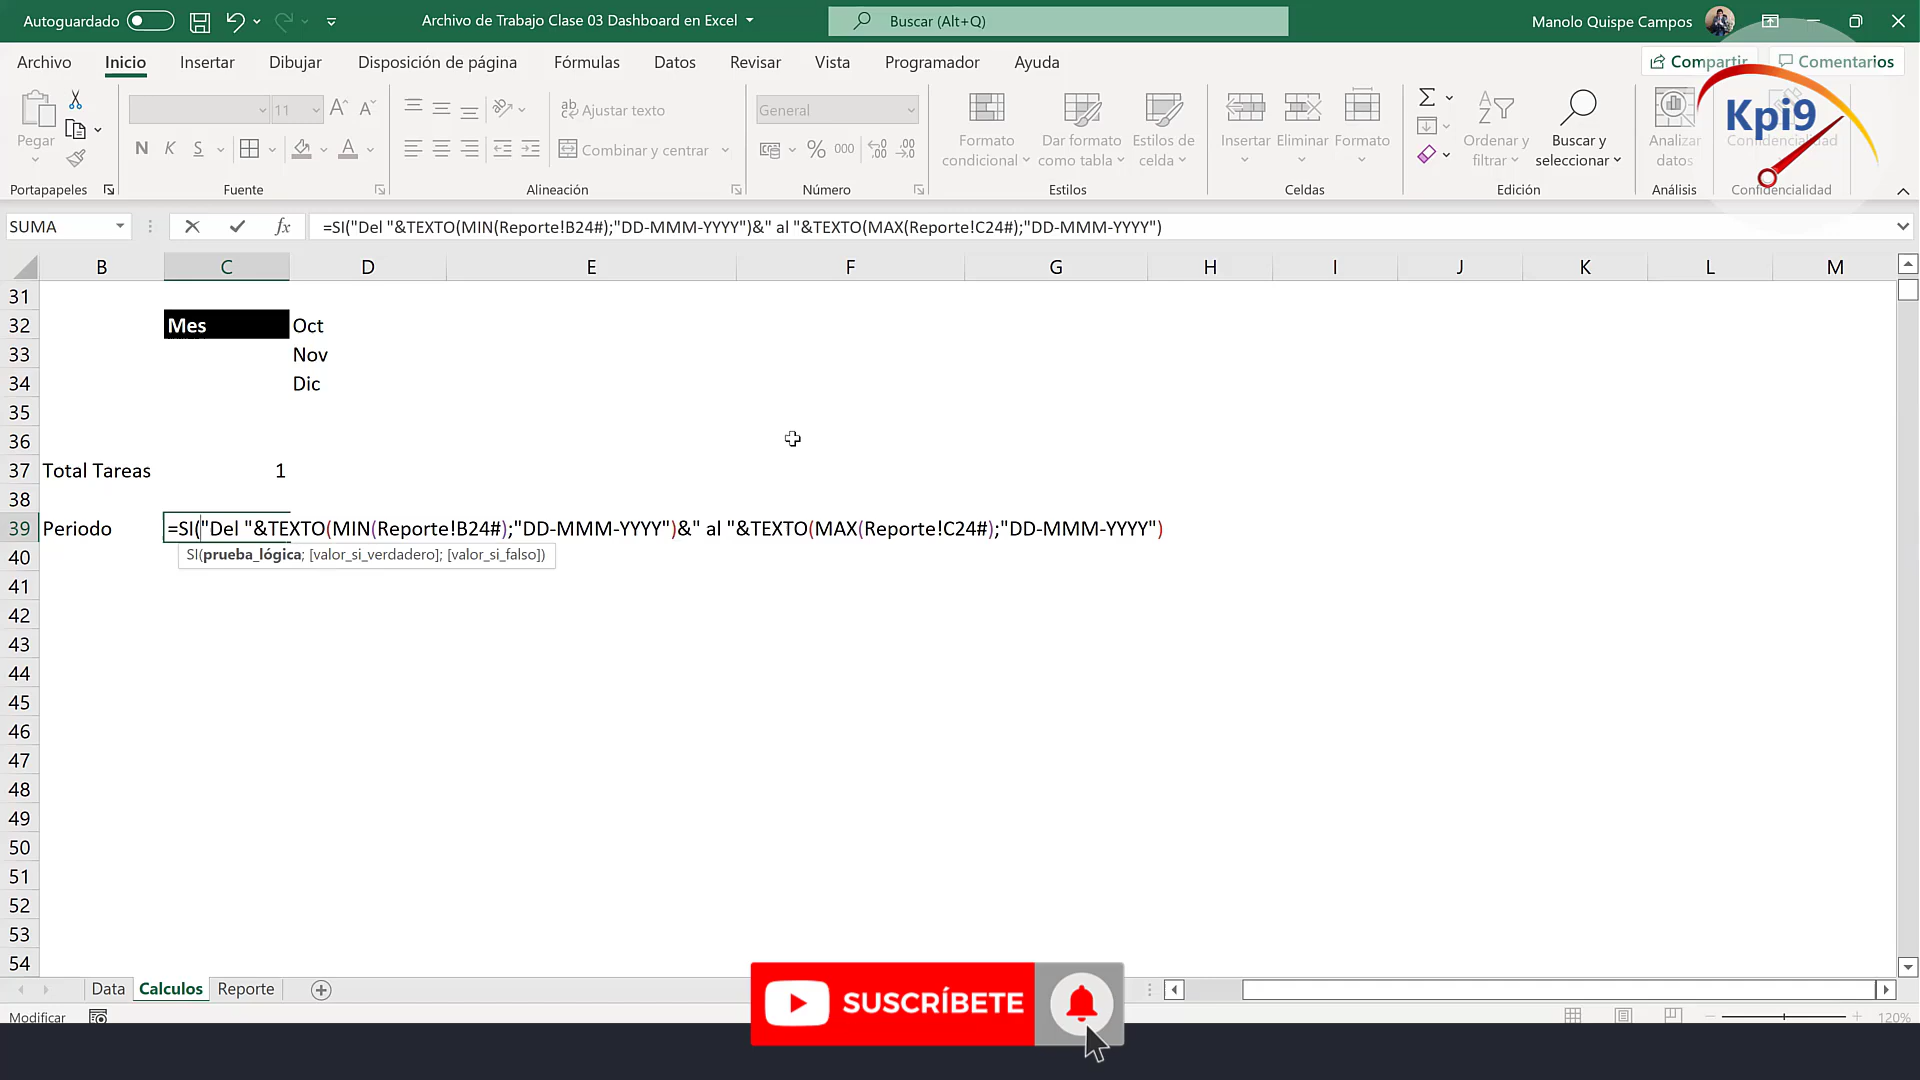 Autoguardado
Archivo de Trabajo Clase 03 Dashboard en Excel
Buscar (Alt+Q)
Manolo Quispe Campos
Archivo
Inicio
Insertar
Dibujar
Disposición de página
Fórmulas
Datos
Revisar
Vista
Programador
Ayuda
Compartir
Comentarios
Kpi9
Pegar
11
N
K
S
A
Ajustar texto
Combinar y centrar
General
%
000
Formato condicional
Dar formato como tabla
Estilos de celda
Insertar
Eliminar
Formato
Ordenar y filtrar
Buscar y seleccionar
Analizar datos
Confidencialidad
Portapapeles
Fuente
Alineación
Número
Estilos
Celdas
Edición
Análisis
Confidencialidad
SUMA
fx
=SI("Del "&TEXTO(MIN(Reporte!B24#);"DD-MMM-YYYY")&" al "&TEXTO(MAX(Reporte!C24#);"DD-MMM-YYYY")
B C D E F G H I J K L M
31
32 Mes Oct
33 Nov
34 Dic
35
36
37 Total Tareas 1
38
39 Periodo =SI("Del "&TEXTO(MIN(Reporte!B24#);"DD-MMM-YYYY")&" al "&TEXTO(MAX(Reporte!C24#);"DD-MMM-YYYY")
SI(prueba_lógica; [valor_si_verdadero]; [valor_si_falso])
40
41
42
43
44
45
46
47
48
49
50
51
52
53
54
Data
Calculos
Reporte
SUSCRÍBETE
Modificar
120%